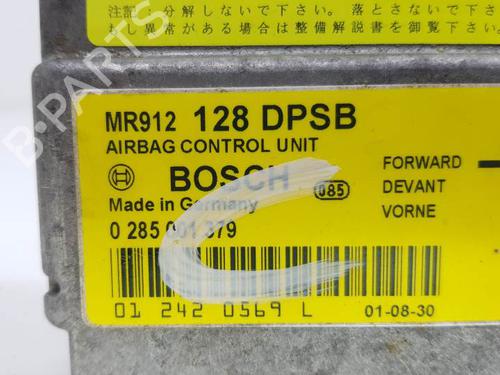 注記 分解しないで下さい。 落とさないで下さい。
し異常がある場合は整備解説書を御覧下さい。
MR912 128 DPSB
AIRBAG CONTROL UNIT
BOSCH
085
Made in Germany
0 285 001 379
FORWARD
DEVANT
VORNE
01 242 0569 L
01-08-30
B-PARTS